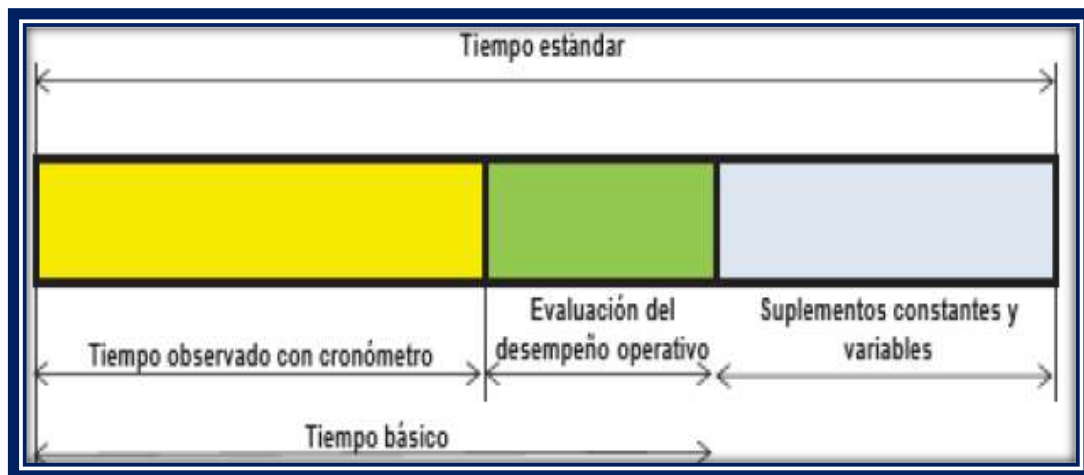 Tiempo estándar
Evaluación del
desempeño operativo
Suplementos constantes y
variables
Tiempo observado con cronómetro
Tiempo básico